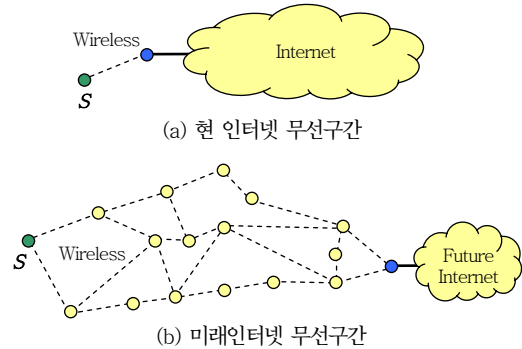 Wireless
Internet
S
(a) 현 인터넷 무선구간
S
Wireless
Future
Internet
(b) 미래인터넷 무선구간